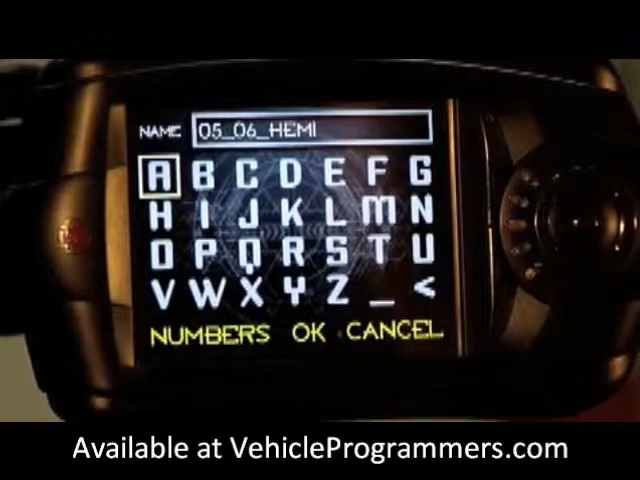 NAME 05_06_HEMI
A B C D E F G
H I J K L M N
O P Q R S T U
V W X Y Z _ <
NUMBERS OK CANCEL
Available at VehicleProgrammers.com